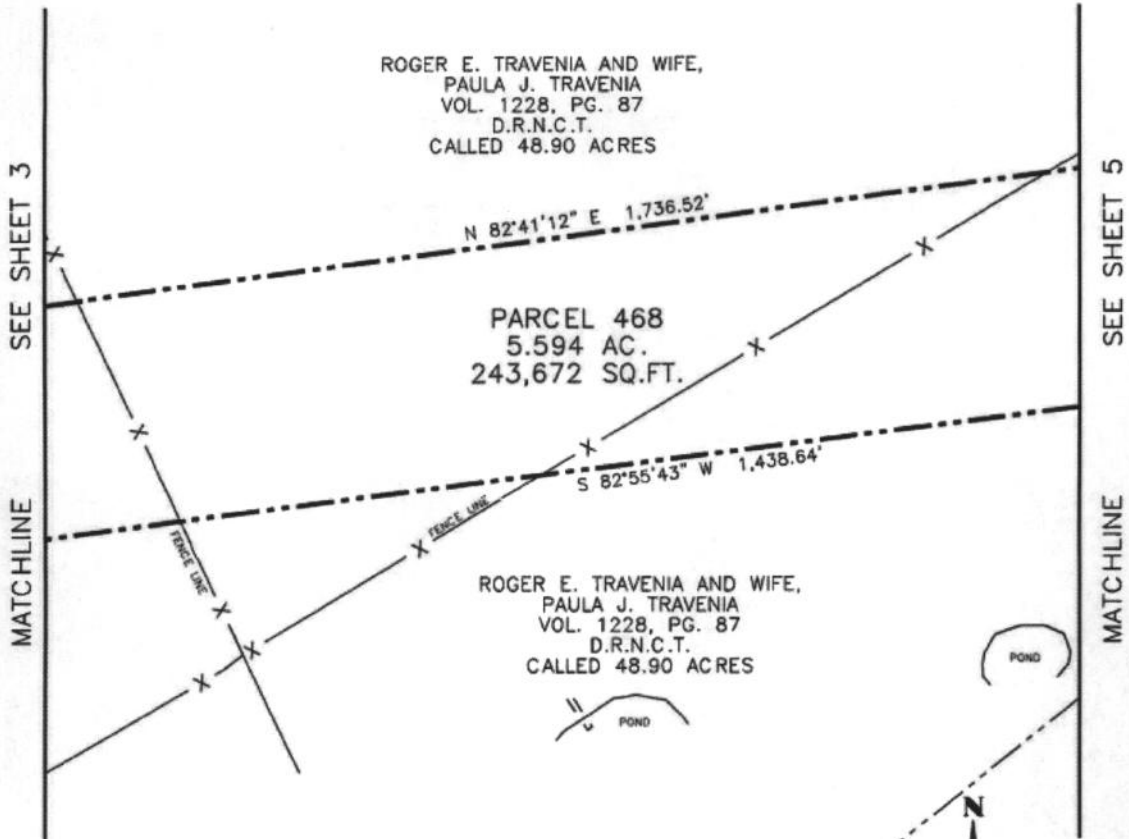 ROGER E. TRAVENIA AND WIFE,
PAULA J. TRAVENIA
VOL. 1228, PG. 87
D.R.N.C.T.
CALLED 48.90 ACRES
SEE SHEET 3
MATCHLINE
SEE SHEET 5
MATCHLINE
N 82°41'12" E 1,736.52'
PARCEL 468
5.594 AC.
243,672 SQ.FT.
S 82°55'43" W 1,438.64'
FENCE LINE
FENCE LINE
ROGER E. TRAVENIA AND WIFE,
PAULA J. TRAVENIA
VOL. 1228, PG. 87
D.R.N.C.T.
CALLED 48.90 ACRES
POND
POND
N